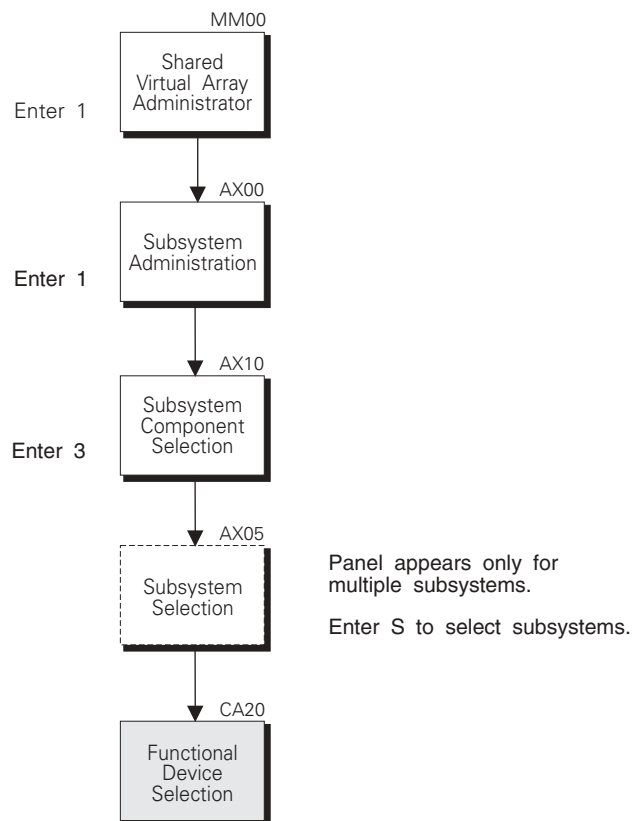 MM00
Shared
Virtual Array
Administrator
Enter 1
AX00
Subsystem
Administration
Enter 1
AX10
Subsystem
Component
Selection
Enter 3
AX05
Subsystem
Selection
Panel appears only for
multiple subsystems.
Enter S to select subsystems.
CA20
Functional
Device
Selection